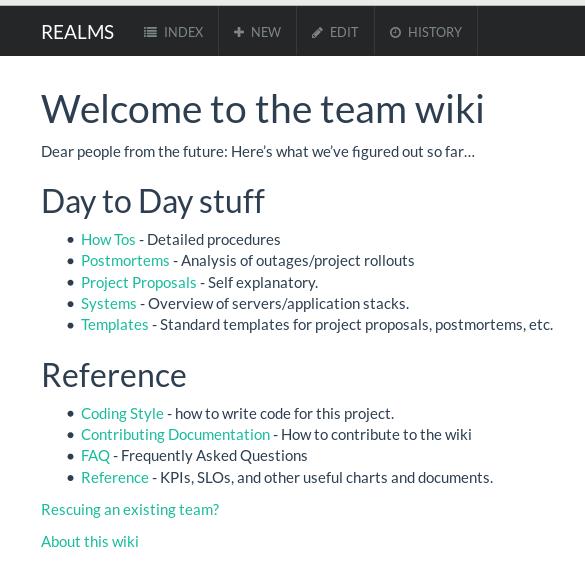 REALMS INDEX NEW EDIT HISTORY
Welcome to the team wiki
Dear people from the future: Here's what we've figured out so far...
Day to Day stuff
• How Tos - Detailed procedures
• Postmortems - Analysis of outages/project rollouts
• Project Proposals - Self explanatory.
• Systems - Overview of servers/application stacks.
• Templates - Standard templates for project proposals, postmortems, etc.
Reference
• Coding Style - how to write code for this project.
• Contributing Documentation - How to contribute to the wiki
• FAQ - Frequently Asked Questions
• Reference - KPIs, SLOs, and other useful charts and documents.
Rescuing an existing team?
About this wiki